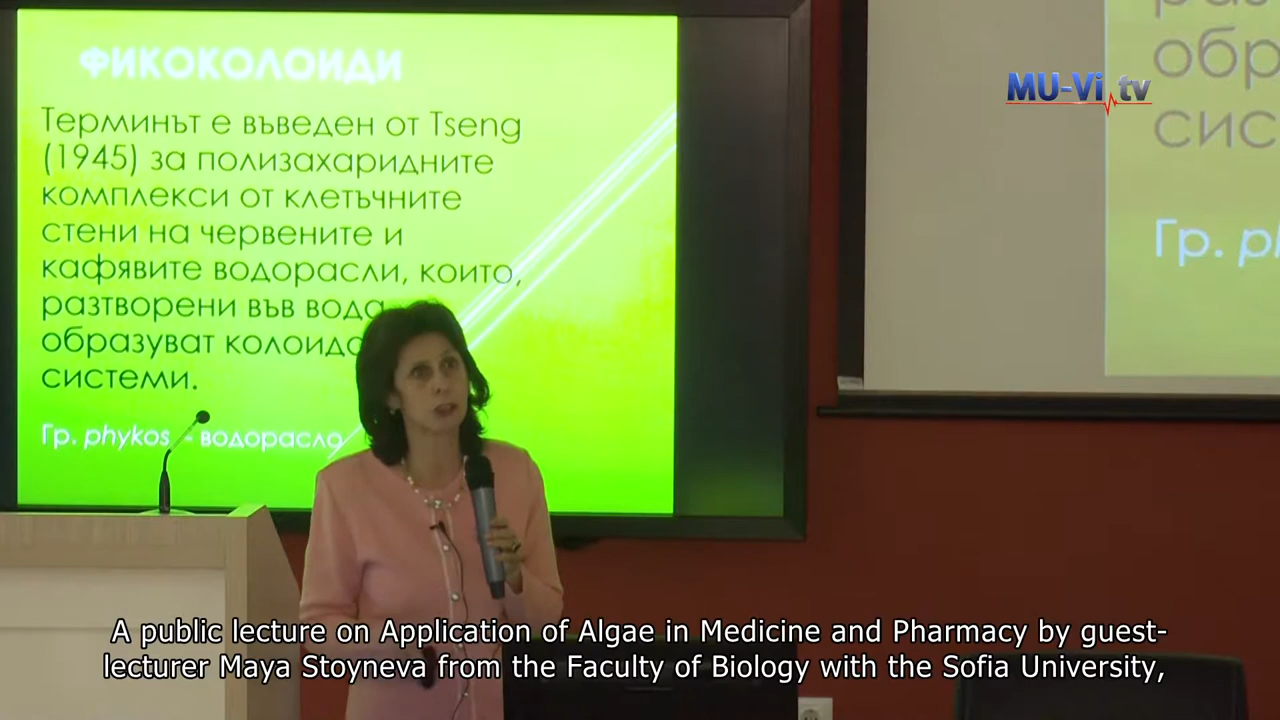 ФИКОКОЛОИДИ
Терминът е въведен от Tseng
(1945) за полизахаридните
комплекси от клетъчните
стени на червените и
кафявите водорасли, които,
разтворени във вода
образуват
системи.
Гр. phykos - водорасло
MU-Vi tv
обр
сис
Гр.
A public lecture on Application of Algae in Medicine and Pharmacy by guest-
lecturer Maya Stoyneva from the Faculty of Biology with the Sofia University,